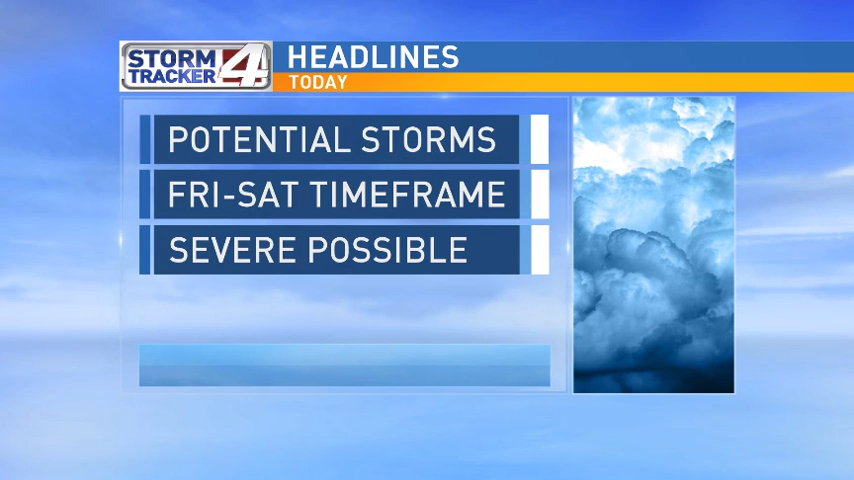 STORM
TRACKER 4
HEADLINES
TODAY
POTENTIAL STORMS
FRI-SAT TIMEFRAME
SEVERE POSSIBLE